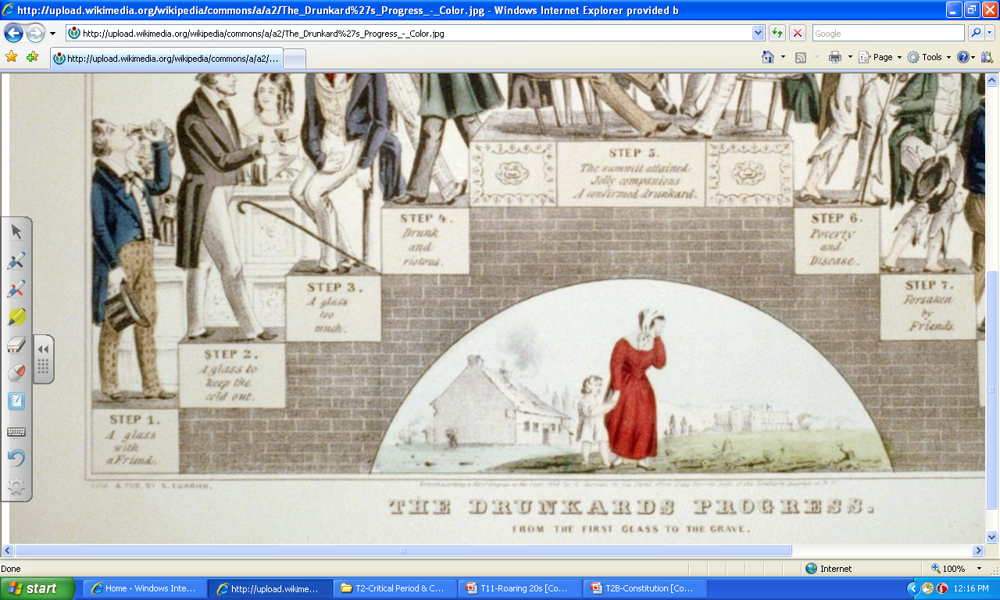 http://upload.wikimedia.org/wikipedia/commons/a/a2/The_Drunkard%27s_Progress_-_Color.jpg - Windows Internet Explorer provided b
http://upload.wikimedia.org/wikipedia/commons/a/a2/The_Drunkard%27s_Progress_-_Color.jpg
Google
http://upload.wikimedia.org/wikipedia/commons/a/a2/...
Page
Tools
STEP 5.
The summit attained
Jolly companions
A confirmed drunkard.
STEP 4.
Drunk
and
riotous.
STEP 6.
Poverty
and
Disease.
STEP 3.
A glass
too
much.
STEP 7.
Forsaken
by
Friends.
STEP 2.
A glass to
keep the
cold out.
STEP 1.
A glass
with
a Friend.
LITH. & PUB. BY N. CURRIER,
THE DRUNKARDS PROGRESS.
FROM THE FIRST GLASS TO THE GRAVE.
Done
Internet
100%
start
Home - Windows Inte...
http://upload.wikime...
T2-Critical Period & C...
T11-Roaring 20s [Co...
T2B-Constitution [Co...
12:16 PM